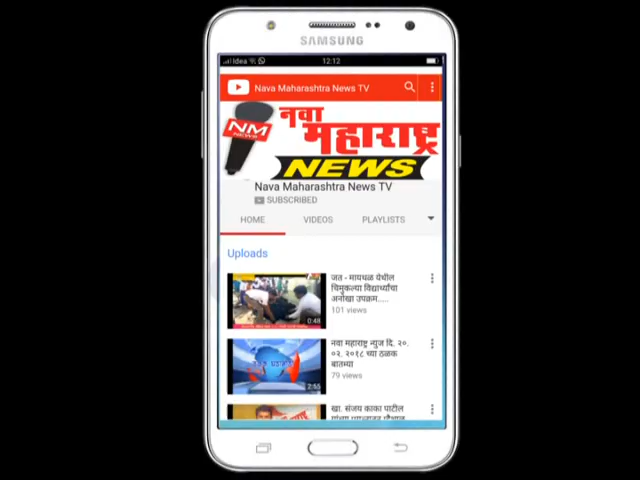 SAMSUNG
Idea 12:12
Nava Maharashtra News TV
नवा
महाराष्ट्र
NM
NEWS
NEWS
Nava Maharashtra News TV
SUBSCRIBED
HOME VIDEOS PLAYLISTS
Uploads
जत - मायथळ येथील
चिमुकल्या विद्यार्थ्यांचा
अनोखा उपक्रम.....
101 views
0:48
नवा महाराष्ट्र न्युज दि. २०.
०२. २०१८ च्या ठळक
बातम्या
79 views
2:55
खा. संजय काका पाटील